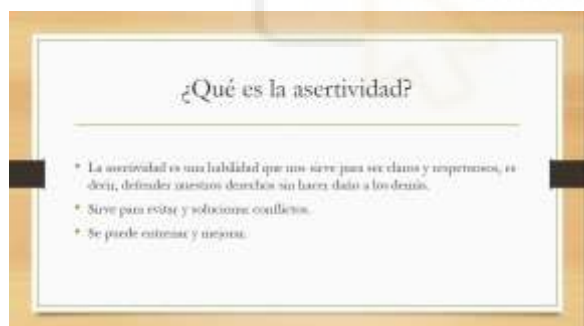 ¿Qué es la asertividad?
• La asertividad es una habilidad que nos sirve para ser claros y respetuosos, es
decir, defender nuestros derechos sin hacer daño a los demás.
• Sirve para evitar y solucionar conflictos.
• Se puede entrenar y mejorar.